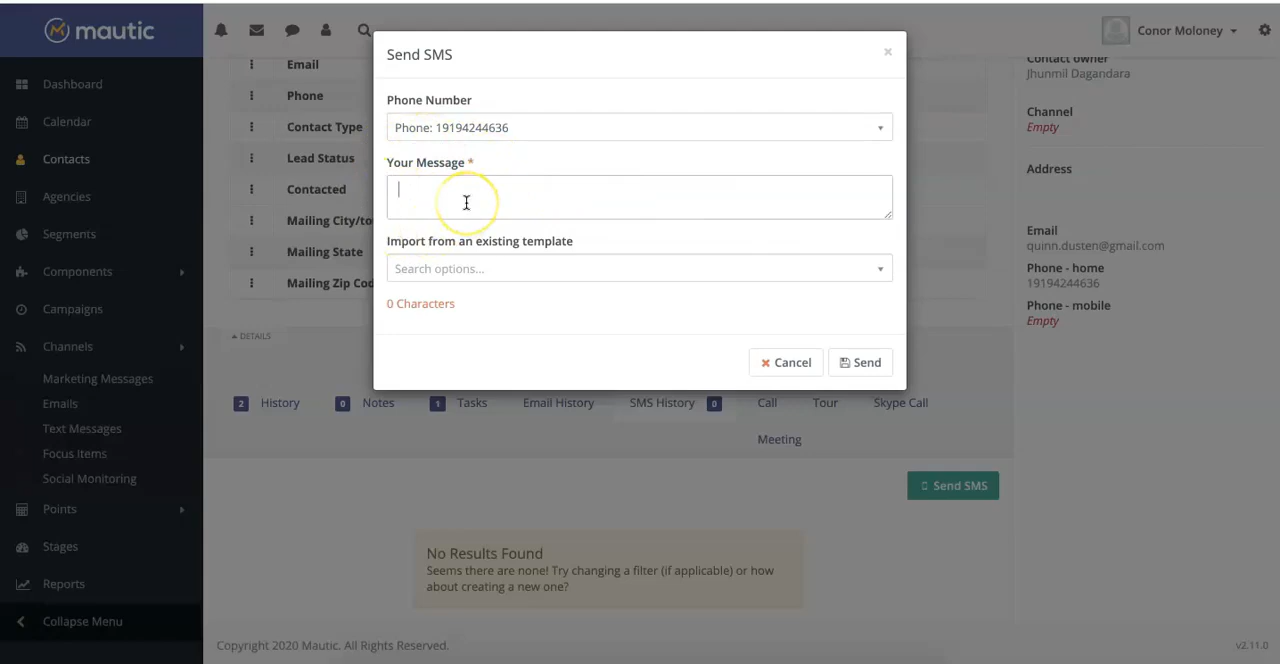 mautic
Conor Moloney
Dashboard
Calendar
Contacts
Agencies
Segments
Components
Campaigns
Channels
Marketing Messages
Emails
Text Messages
Focus Items
Social Monitoring
Points
Stages
Reports
Collapse Menu
Email
Phone
Contact Type
Lead Status
Contacted
Mailing City/to
Mailing State
Mailing Zip Cod
DETAILS
Send SMS
×
Phone Number
Phone: 19194244636
Your Message *
Import from an existing template
Search options...
0 Characters
Cancel
Send
Contact owner
Jhunmil Dagandara
Channel
Empty
Address
Email
quinn.dusten@gmail.com
Phone - home
19194244636
Phone - mobile
Empty
2 History 0 Notes 1 Tasks Email History SMS History 0 Call Tour Skype Call
Meeting
Send SMS
No Results Found
Seems there are none! Try changing a filter (if applicable) or how
about creating a new one?
Copyright 2020 Mautic. All Rights Reserved.
v2.11.0